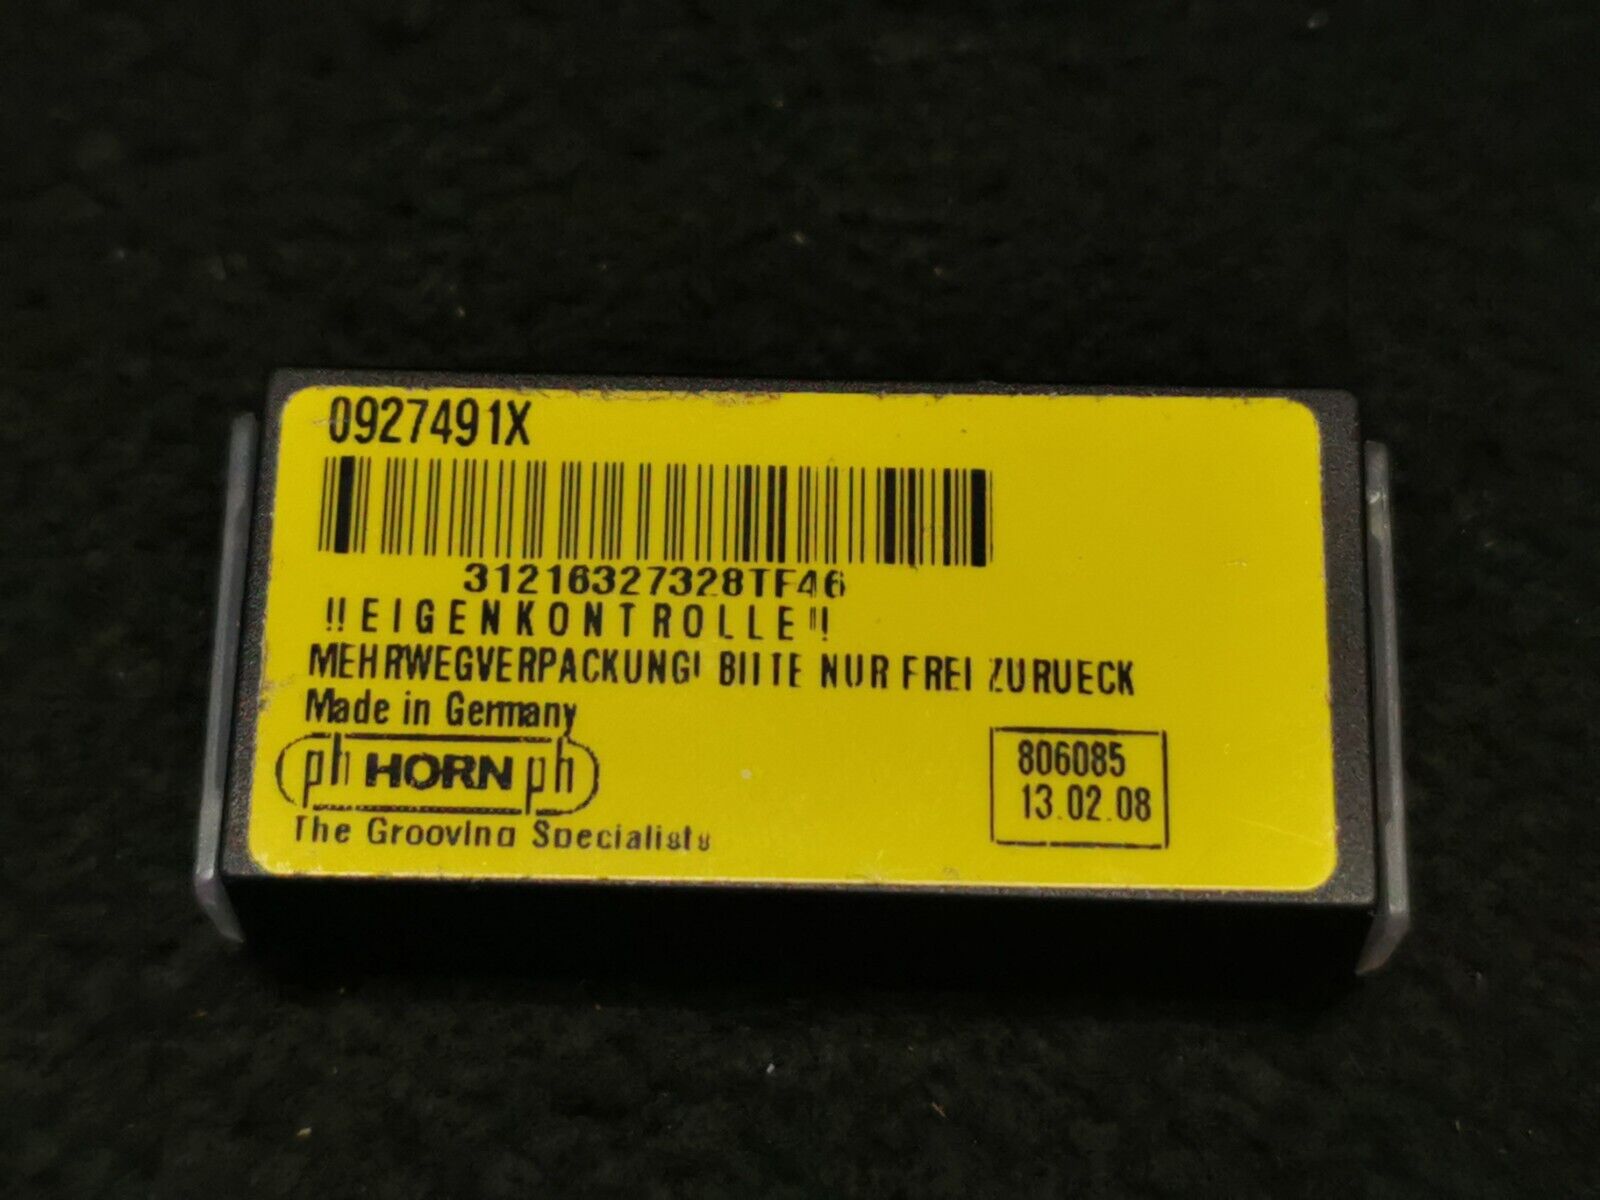 0927491X
31216327328TF46
!!EIGENKONTROLLE!!
MEHRWEGVERPACKUNG! BITTE NUR FREI ZURUECK
Made in Germany
ph HORN ph
The Grooving Specialists
806085
13.02.08